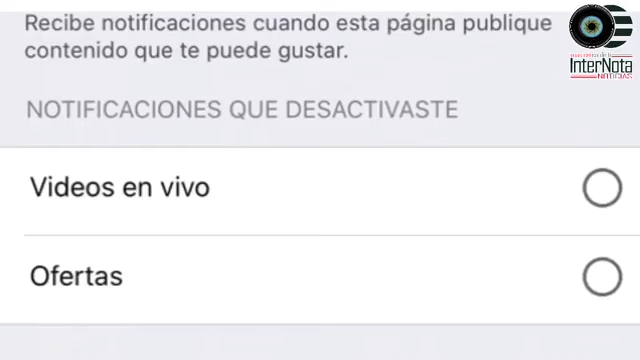 Recibe notificaciones cuando esta página publique
contenido que te puede gustar.
InterNota
NOTICIAS
NOTIFICACIONES QUE DESACTIVASTE
Videos en vivo
Ofertas